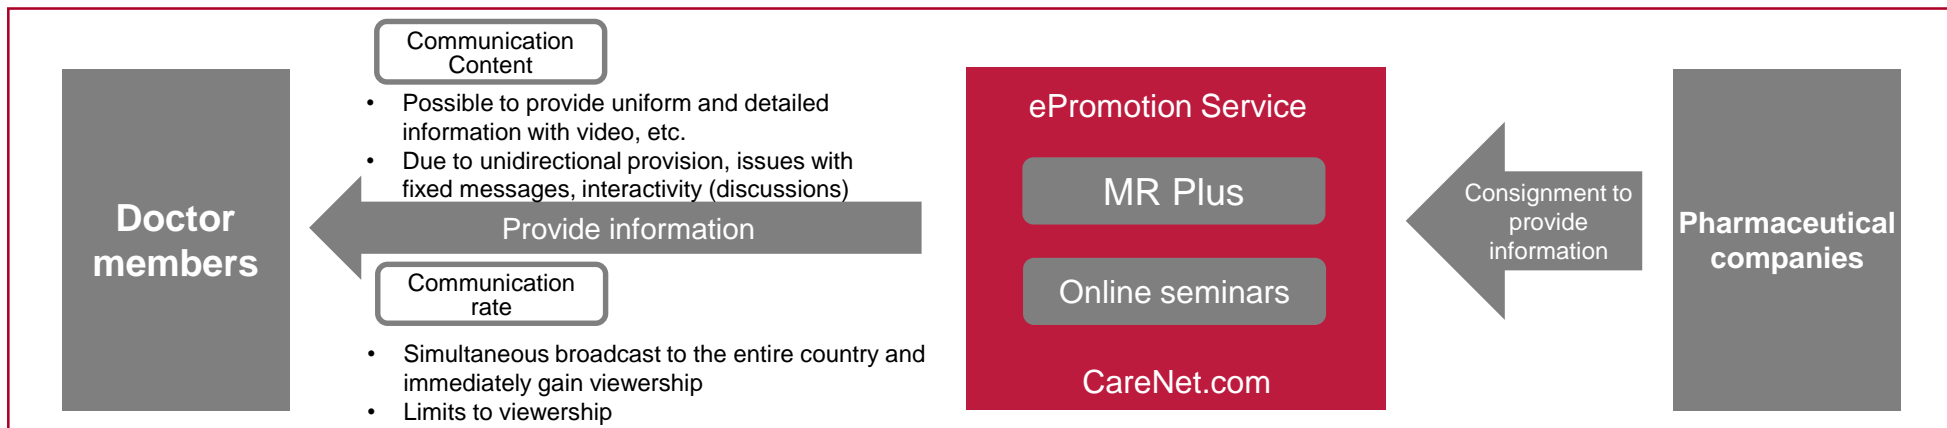 Doctor
members
Communication
Content
• Possible to provide uniform and detailed
information with video, etc.
• Due to unidirectional provision, issues with
fixed messages, interactivity (discussions)
Provide information
Communication
rate
• Simultaneous broadcast to the entire country and
immediately gain viewership
• Limits to viewership
ePromotion Service
MR Plus
Online seminars
CareNet.com
Consignment to
provide
information
Pharmaceutical
companies